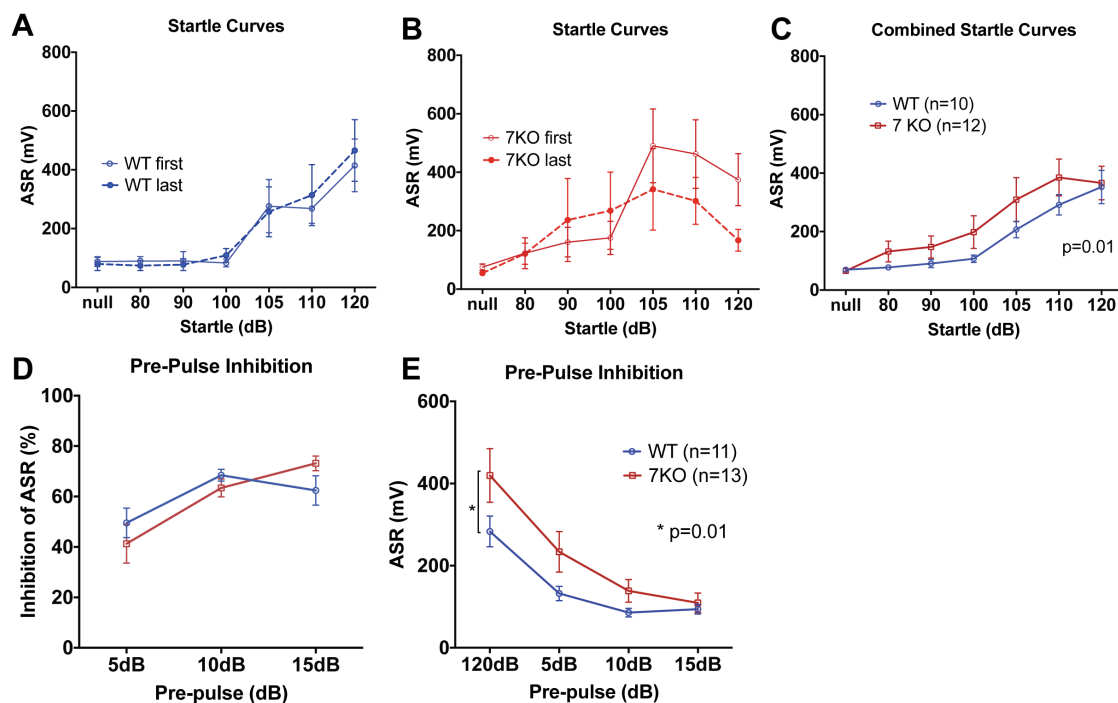 A
Startle Curves
800
600
400
200
0
ASR (mV)
WT first
WT last
null 80 90 100 105 110 120
Startle (dB)
B
Startle Curves
800
600
400
200
0
ASR (mV)
7KO first
7KO last
null 80 90 100 105 110 120
Startle (dB)
C
Combined Startle Curves
800
600
400
200
0
ASR (mV)
WT (n=10)
7 KO (n=12)
p=0.01
null 80 90 100 105 110 120
Startle (dB)
D
Pre-Pulse Inhibition
100
80
60
40
20
0
Inhibition of ASR (%)
5dB 10dB 15dB
Pre-pulse (dB)
E
Pre-Pulse Inhibition
600
400
200
0
ASR (mV)
WT (n=11)
7KO (n=13)
*
* p=0.01
120dB 5dB 10dB 15dB
Pre-pulse (dB)